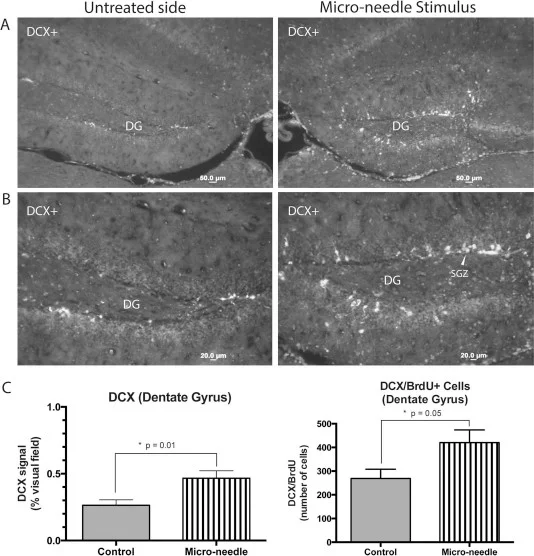 Untreated side
Micro-needle Stimulus
A
DCX+
DG
50.0 µm
DCX+
DG
50.0 µm
B
DCX+
DG
20.0 µm
DCX+
DG
SGZ
20.0 µm
C
DCX (Dentate Gyrus)
DCX signal
(% visual field)
1.0
0.5
0.0
* p = 0.01
Control
Micro-needle
DCX/BrdU+ Cells
(Dentate Gyrus)
DCX/BrdU
(number of cells)
500
400
300
200
100
0
* p = 0.05
Control
Micro-needle